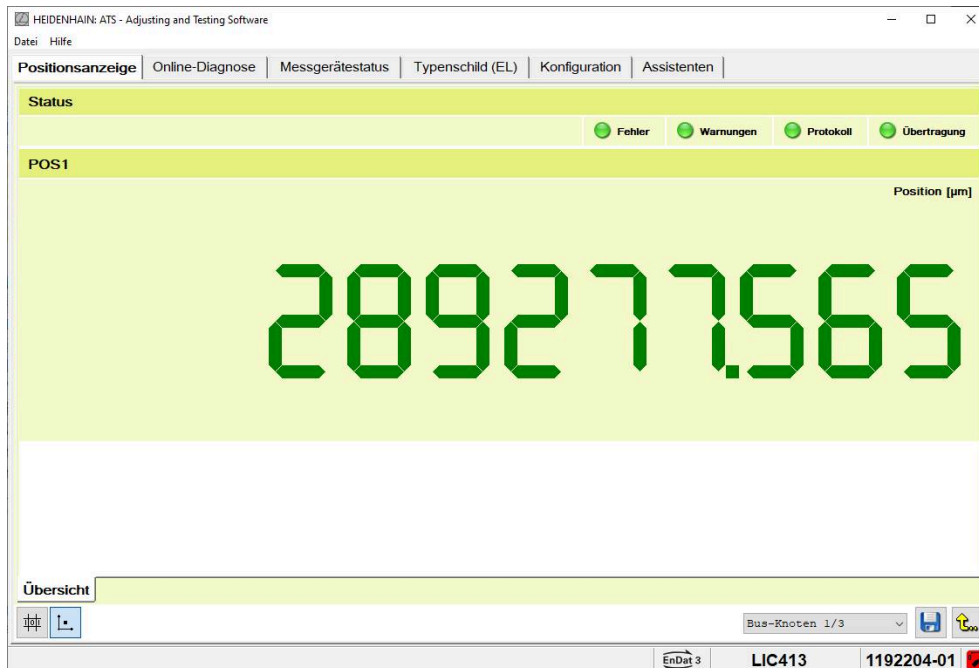 HEIDENHAIN: ATS - Adjusting and Testing Software
Datei Hilfe
Positionsanzeige Online-Diagnose Messgerätestatus Typenschild (EL) Konfiguration Assistenten
Status
Fehler Warnungen Protokoll Übertragung
POS1
Position [µm]
289277.565
Übersicht
Bus-Knoten 1/3
EnDat 3 LIC413 1192204-01